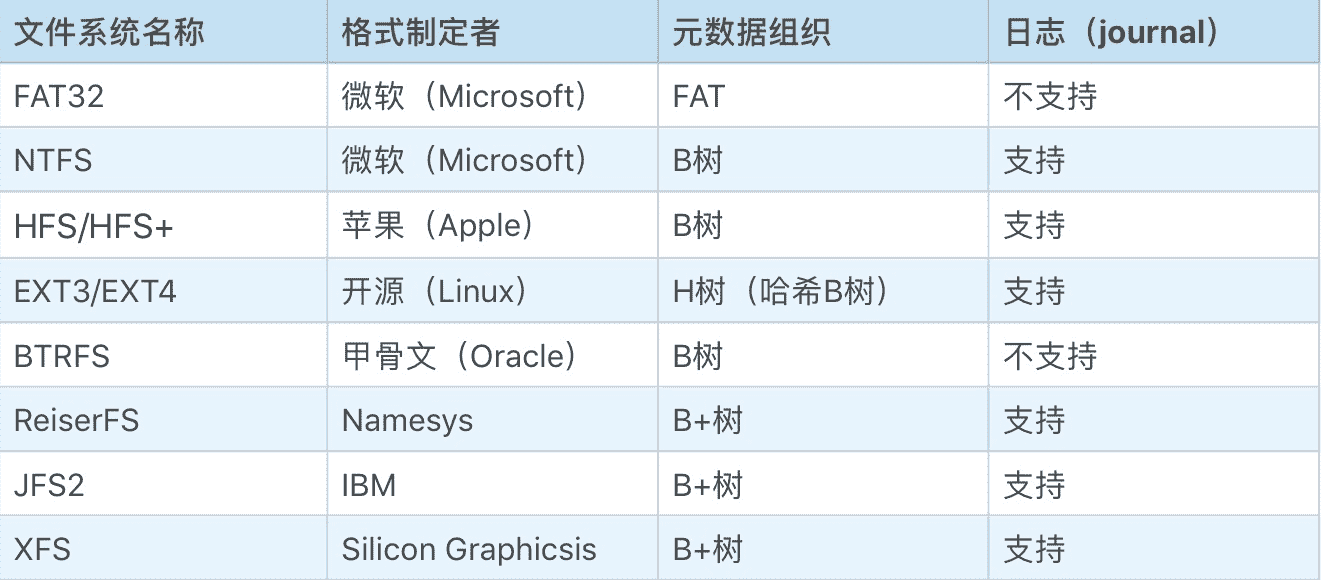 文件系统名称 格式制定者 元数据组织 日志（journal）
FAT32 微软（Microsoft） FAT 不支持
NTFS 微软（Microsoft） B树 支持
HFS/HFS+ 苹果（Apple） B树 支持
EXT3/EXT4 开源（Linux） H树（哈希B树） 支持
BTRFS 甲骨文（Oracle） B树 不支持
ReiserFS Namesys B+树 支持
JFS2 IBM B+树 支持
XFS Silicon Graphicsis B+树 支持